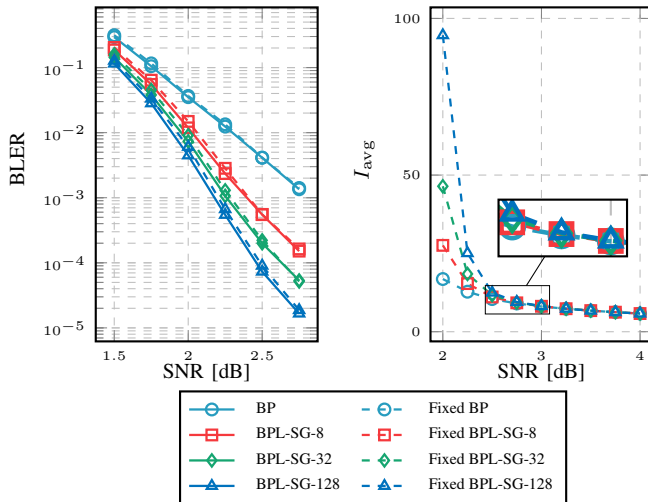 10^{-1}
10^{-2}
10^{-3}
10^{-4}
10^{-5}
BLER
1.5 2 2.5
SNR [dB]
100
50
0
I_{avg}
2 3 4
SNR [dB]
BP Fixed BP
BPL-SG-8 Fixed BPL-SG-8
BPL-SG-32 Fixed BPL-SG-32
BPL-SG-128 Fixed BPL-SG-128